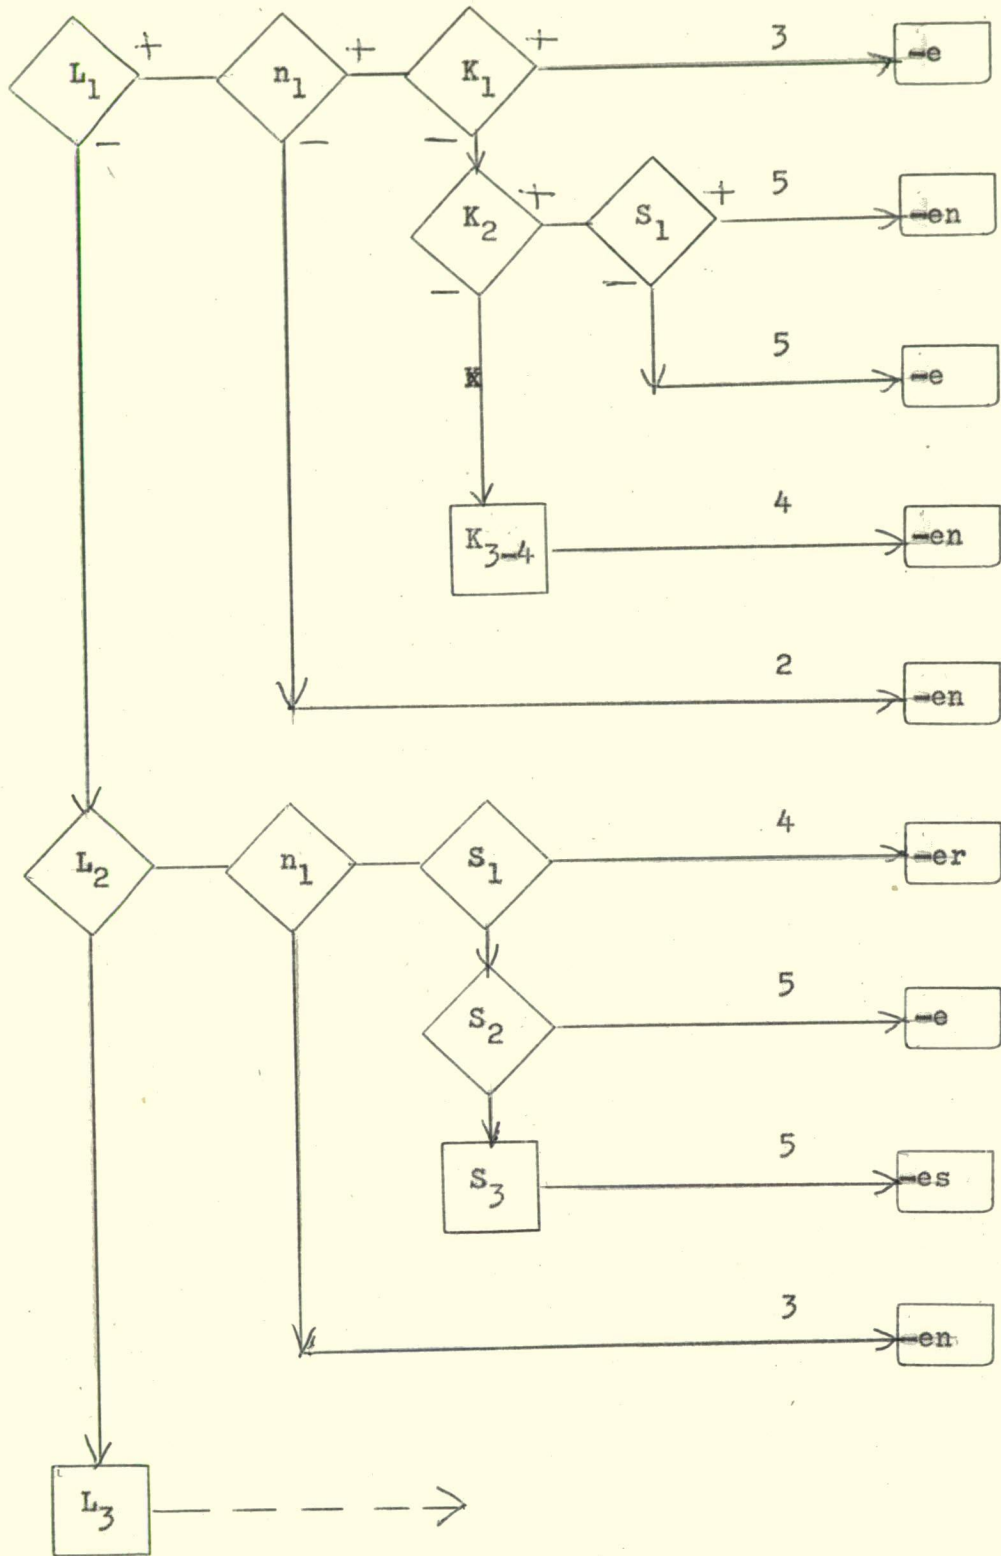 L1 + n1 + K1 + 3 -e
− − −
K2 + S1 + 5 -en
− −
5 -e
K
K3-4 4 -en
2 -en
L2 n1 S1 4 -er
S2 5 -e
S3 5 -es
3 -en
L3